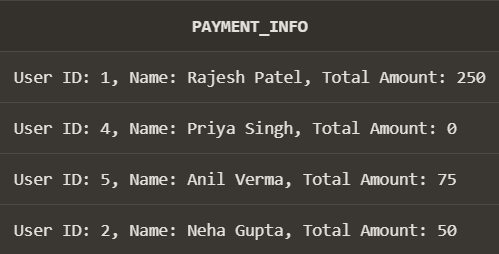 PAYMENT_INFO
User ID: 1, Name: Rajesh Patel, Total Amount: 250
User ID: 4, Name: Priya Singh, Total Amount: 0
User ID: 5, Name: Anil Verma, Total Amount: 75
User ID: 2, Name: Neha Gupta, Total Amount: 50